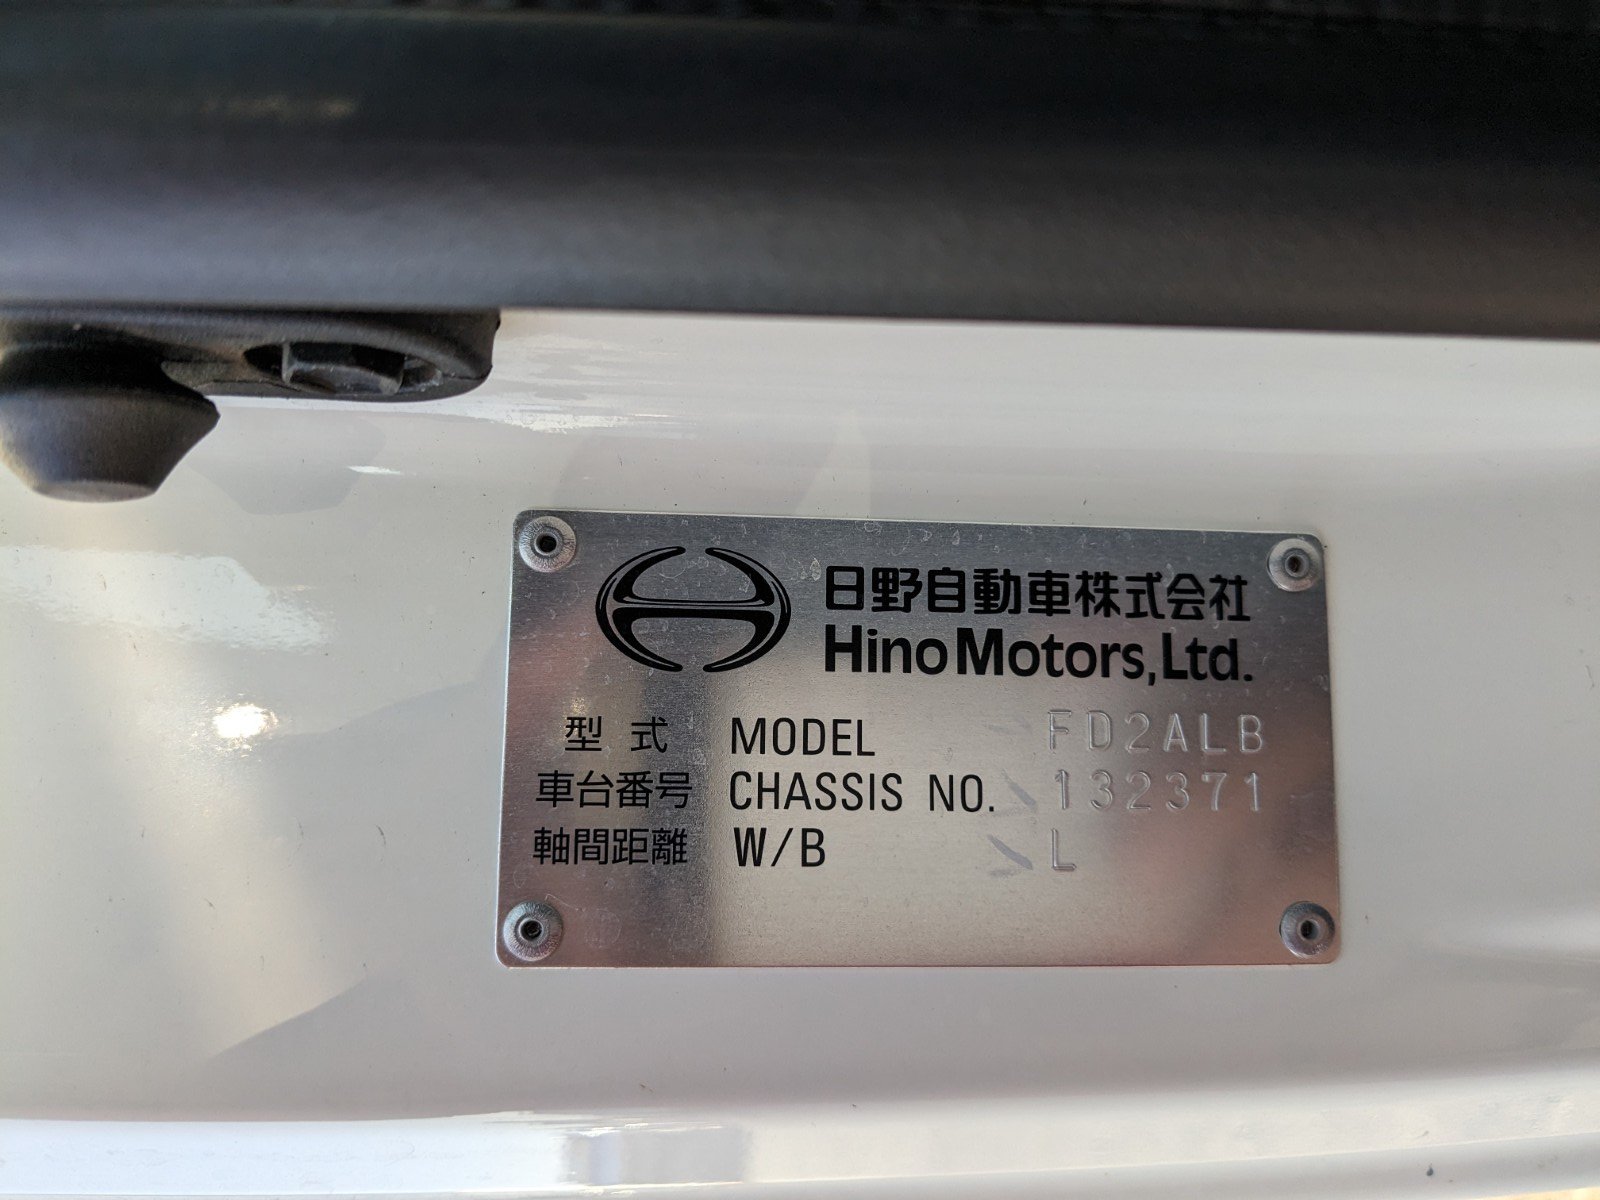 日野自動車株式会社
Hino Motors,Ltd.
型式 MODEL FD2ALB
車台番号 CHASSIS NO. 132371
軸間距離 W/B L